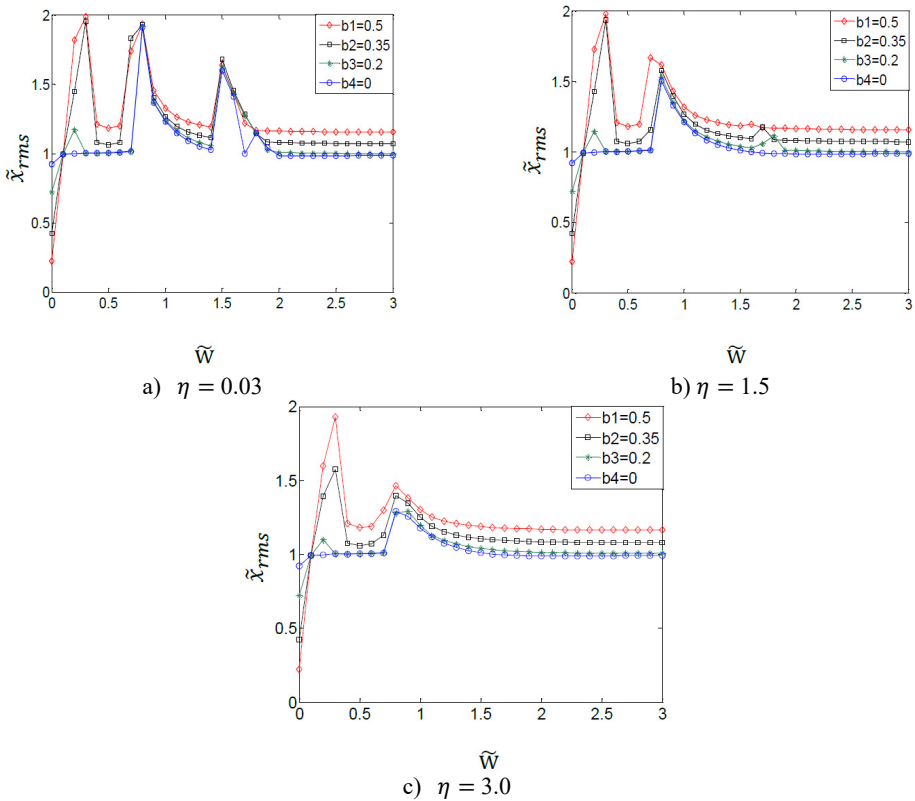 2
1.5
1
0.5
0
x̃rms
0 0.5 1 1.5 2 2.5 3
b1=0.5
b2=0.35
b3=0.2
b4=0
w̃
a) η = 0.03
2
1.5
1
0.5
0
x̃rms
0 0.5 1 1.5 2 2.5 3
b1=0.5
b2=0.35
b3=0.2
b4=0
w̃
b) η = 1.5
2
1.5
1
0.5
0
x̃rms
0 0.5 1 1.5 2 2.5 3
b1=0.5
b2=0.35
b3=0.2
b4=0
w̃
c) η = 3.0